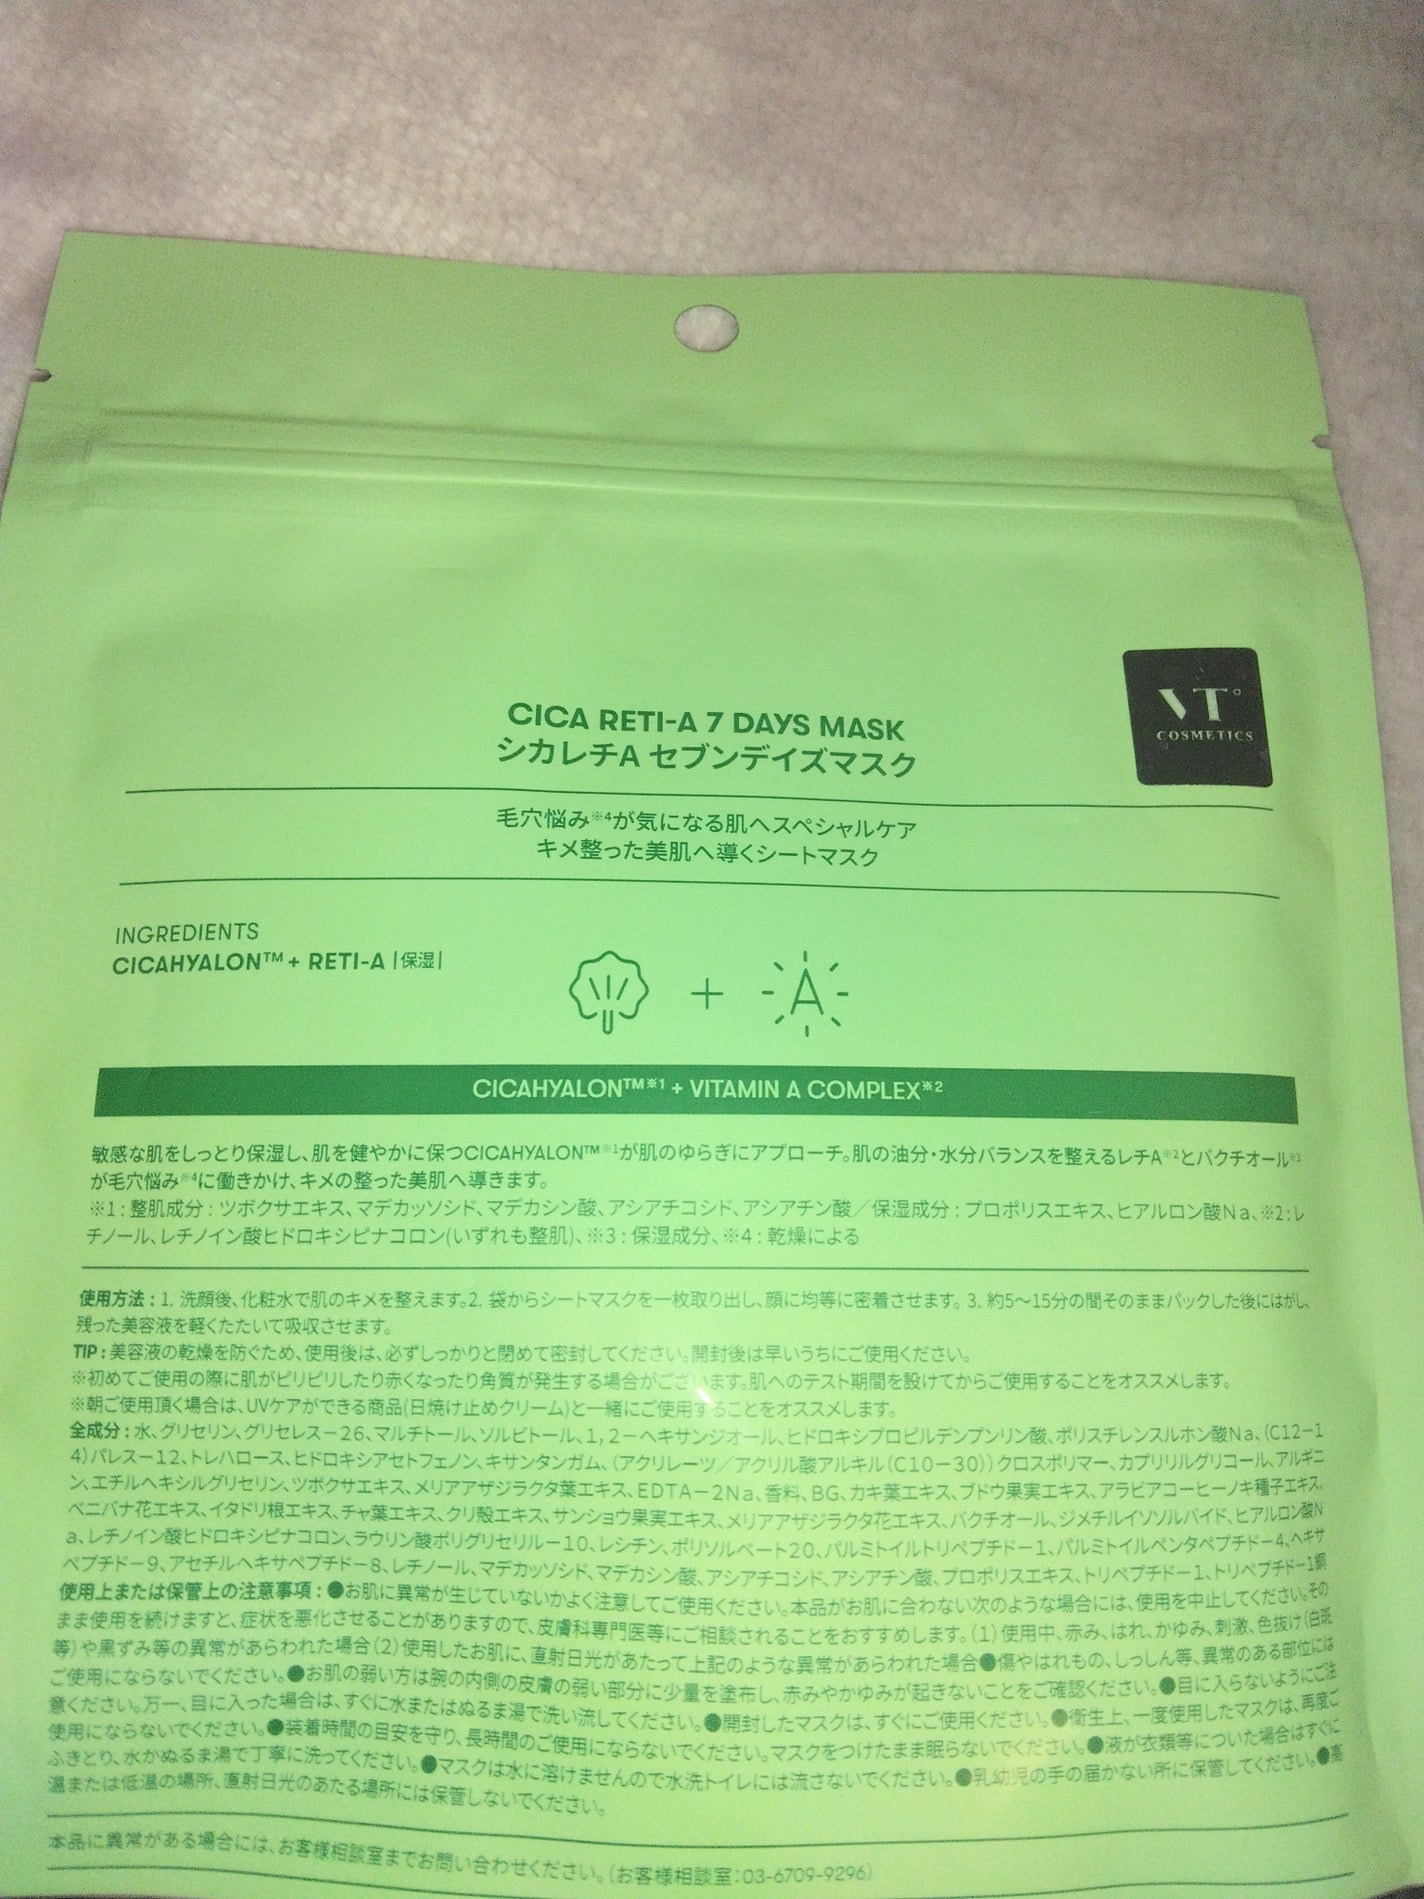 CICA RETI-A 7 DAYS MASK
シカレチA セブンデイズマスク
VT°
COSMETICS
毛穴悩み※4が気になる肌へスペシャルケア
キメ整った美肌へ導くシートマスク
INGREDIENTS
CICAHYALON™ + RETI-A |保湿|
+ A
CICAHYALON™※1 + VITAMIN A COMPLEX※2
敏感な肌をしっとり保湿し、肌を健やかに保つCICAHYALON™※1が肌のゆらぎにアプローチ。肌の油分・水分バランスを整えるレチA※2とバクチオール※3
が毛穴悩み※4に働きかけ、キメの整った美肌へ導きます。
※1：整肌成分：ツボクサエキス、マデカッソシド、マデカシン酸、アシアチコシド、アシアチン酸／保湿成分：プロポリスエキス、ヒアルロン酸Ｎａ、※2：レ
チノール、レチノイン酸ヒドロキシピナコロン(いずれも整肌)、※3：保湿成分、※4：乾燥による
使用方法：1. 洗顔後、化粧水で肌のキメを整えます。2. 袋からシートマスクを一枚取り出し、顔に均等に密着させます。 3. 約5〜15分の間そのままパックした後にはがし、
残った美容液を軽くたたいて吸収させます。
TIP：美容液の乾燥を防ぐため、使用後は、必ずしっかりと閉めて密封してください。開封後は早いうちにご使用ください。
※初めてご使用の際に肌がピリピリしたり赤くなったり角質が発生する場合がございます。肌へのテスト期間を設けてからご使用することをオススメします。
※朝ご使用頂く場合は、UVケアができる商品(日焼け止めクリーム)と一緒にご使用することをオススメします。
全成分：水、グリセリン、グリセレス－26、マルチトール、ソルビトール、1,2－ヘキサンジオール、ヒドロキシプロピルデンプンリン酸、ポリスチレンスルホン酸Ｎａ、(C12－1
4)パレス－12、トレハロース、ヒドロキシアセトフェノン、キサンタンガム、(アクリレーツ／アクリル酸アルキル(C10－30))クロスポリマー、カプリリルグリコール、アルギニ
ン、エチルヘキシルグリセリン、ツボクサエキス、メリアアザジラクタ葉エキス、EDTA－2Na、香料、BG、カキ葉エキス、ブドウ果実エキス、アラビアコーヒーノキ種子エキス、
ベニバナ花エキス、イタドリ根エキス、チャ葉エキス、クリ殻エキス、サンショウ果実エキス、メリアアザジラクタ花エキス、バクチオール、ジメチルイソソルバイド、ヒアルロン酸N
a、レチノイン酸ヒドロキシピナコロン、ラウリン酸ポリグリセリル－10、レシチン、ポリソルベート20、パルミトイルトリペプチド－1、パルミトイルペンタペプチド－4、ヘキサ
ペプチド－9、アセチルヘキサペプチド－8、レチノール、マデカッソシド、マデカシン酸、アシアチコシド、アシアチン酸、プロポリスエキス、トリペプチド－1、トリペプチド－1銅
使用上または保管上の注意事項：●お肌に異常が生じていないかよく注意してご使用ください。本品がお肌に合わない次のような場合には、使用を中止してください。その
まま使用を続けますと、症状を悪化させることがありますので、皮膚科専門医等にご相談されることをおすすめします。(1)使用中、赤み、はれ、かゆみ、刺激、色抜け(白斑
等)や黒ずみ等の異常があらわれた場合(2)使用したお肌に、直射日光があたって上記のような異常があらわれた場合●傷やはれもの、しっしん等、異常のある部位には
ご使用にならないでください。●お肌の弱い方は腕の内側の皮膚の弱い部分に少量を塗布し、赤みやかゆみが起きないことをご確認ください。●目に入らないようにご注
意ください。万一、目に入った場合は、すぐに水またはぬるま湯で洗い流してください。●開封したマスクは、すぐにご使用ください。●衛生上、一度使用したマスクは、再度ご
使用にならないでください。●装着時間の目安を守り、長時間のご使用にならないでください。マスクをつけたまま眠らないでください。●液が衣類等についた場合はすぐに
ふきとり、水かぬるま湯で丁寧に洗ってください。●マスクは水に溶けませんので水洗トイレには流さないでください。●乳幼児の手の届かない所に保管してください。●高
温または低温の場所、直射日光のあたる場所には保管しないでください。
本品に異常がある場合には、お客様相談室までお問い合わせください。(お客様相談室：03-6709-9296)